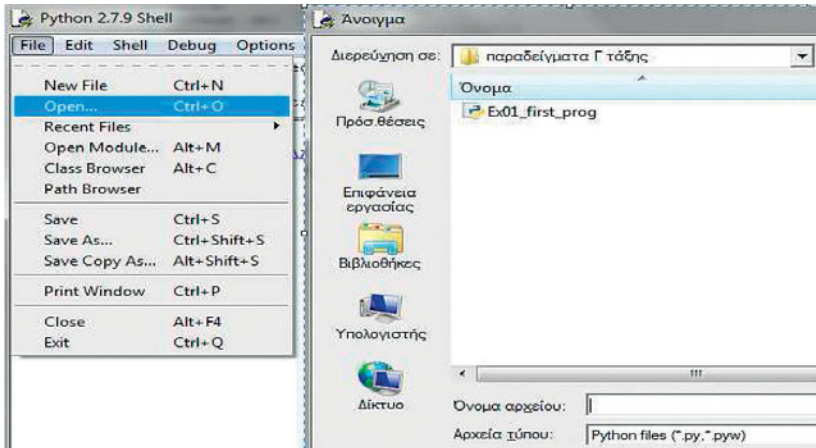 Python 2.7.9 Shell
File Edit Shell Debug Options
New File Ctrl+N
Open... Ctrl+O
Recent Files
Open Module... Alt+M
Class Browser Alt+C
Path Browser
Save Ctrl+S
Save As... Ctrl+Shift+S
Save Copy As... Alt+Shift+S
Print Window Ctrl+P
Close Alt+F4
Exit Ctrl+Q
Άνοιγμα
Διερεύνηση σε: παραδείγματα Γ τάξης
Όνομα
Ex01_first_prog
Πρόσ.θέσεις
Επιφάνεια
εργασίας
Βιβλιοθήκες
Υπολογιστής
Δίκτυο
Όνομα αρχείου:
Αρχεία τύπου: Python files (*.py,*.pyw)